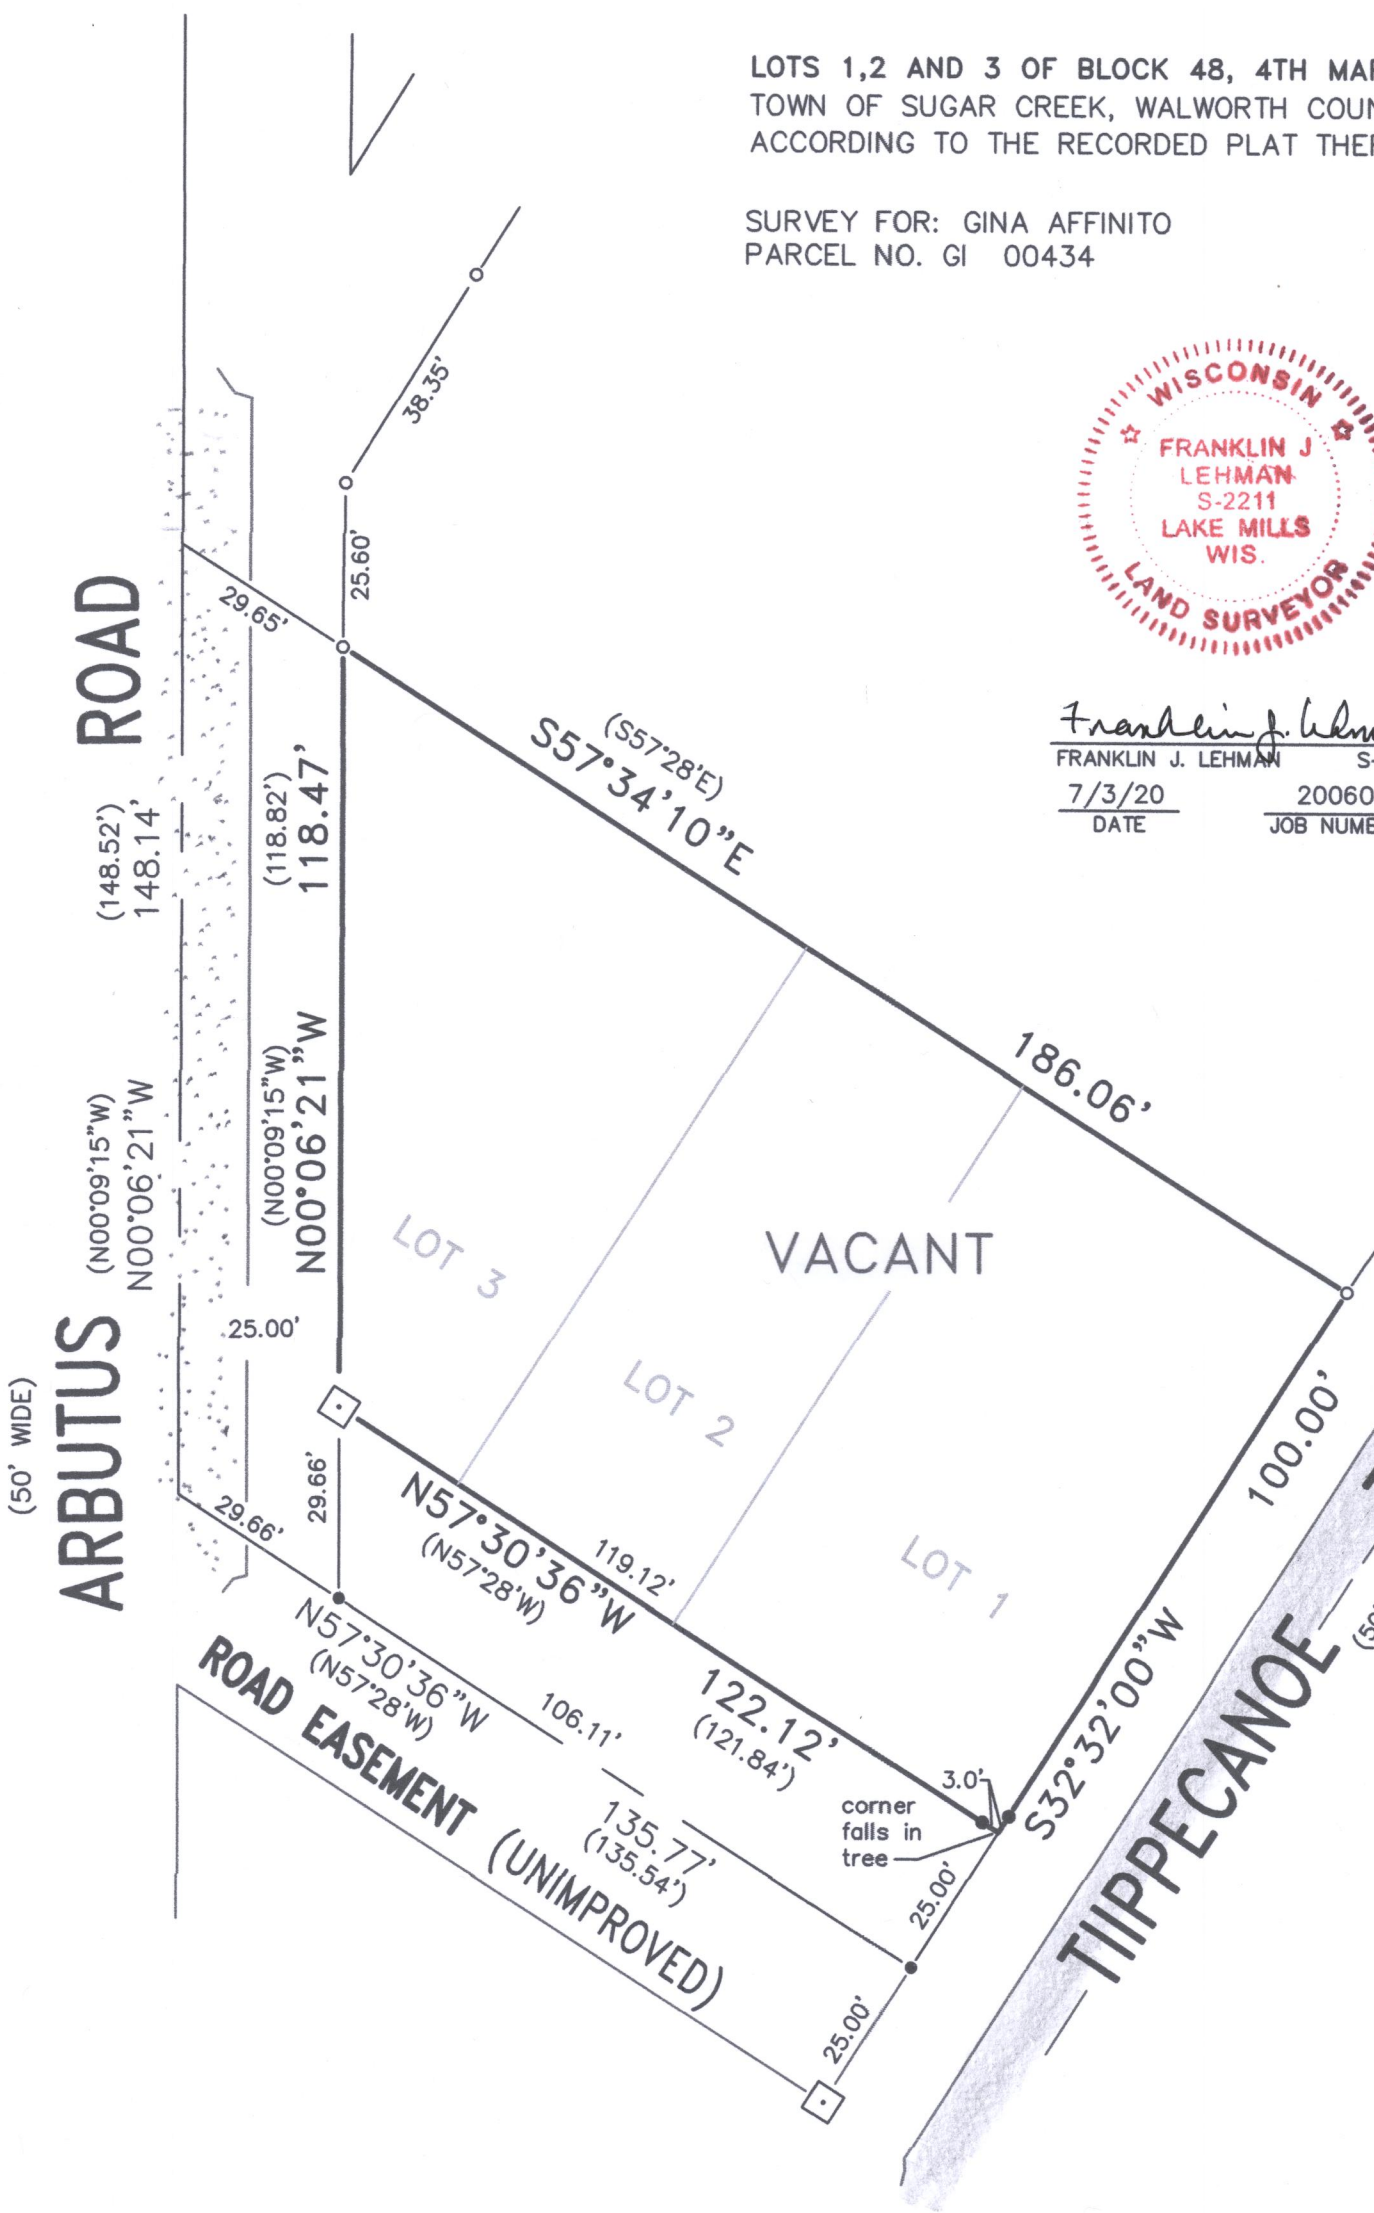 LOTS 1,2 AND 3 OF BLOCK 48, 4TH
TOWN OF SUGAR CREEK, WALWORTH
ACCORDING TO THE RECORDED PLAT
SURVEY FOR: GINA AFFINITO
PARCEL NO. GI 00434
WISCONSIN
FRANKLIN J
LEHMAN
S-2211
LAKE MILLS
WIS.
LAND SURVEYOR
Franklin J.
FRANKLIN J. LEHMAN
7/3/20
DATE
20060
JOB
38.35'
25.60'
29.65'
ROAD
(148.52')
148.14'
(118.82')
118.47'
(S57°28'E)
S57°34'10"E
186.06'
(N00°09'15"W)
N00°06'21"W
(N00°09'15"W)
N00°06'21"W
LOT 3
VACANT
25.00'
ARBUTUS
(50' WIDE)
LOT 2
100.00'
29.66'
29.66'
N57°30'36"W
(N57°28'W)
119.12'
LOT 1
S32°32'00"W
N57°30'36"W
(N57°28'W)
106.11'
122.12'
(121.84')
ROAD EASEMENT (UNIMPROVED)
135.77'
(135.54')
3.0'
corner
falls in
tree
25.00'
25.00'
TIIPPECANOE